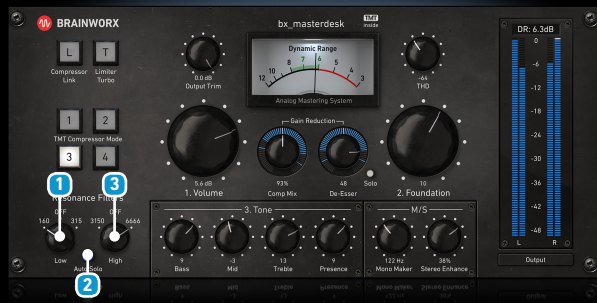 BRAINWORX
bx_masterdesk
TMT
inside
DR: 6.3dB
L
T
Compressor
Link
Limiter
Turbo
0.0 dB
Output Trim
Dynamic Range
12 10 8 7 6 5 4 3
Analog Mastering System
-64
THD
0
-6
-12
-18
-24
-30
-36
-42
-48
L R
Output
1
2
TMT Compressor Mode
3
4
Gain Reduction
5.6 dB
1. Volume
93%
Comp Mix
48
De-Esser
Solo
10
2. Foundation
1
3
Resonance Filters
OFF
160 315
Low
OFF
3150 6666
High
Auto Solo
2
3. Tone
9
Bass
-3
Mid
13
Treble
9
Presence
M/S
122 Hz
Mono Maker
38%
Stereo Enhance